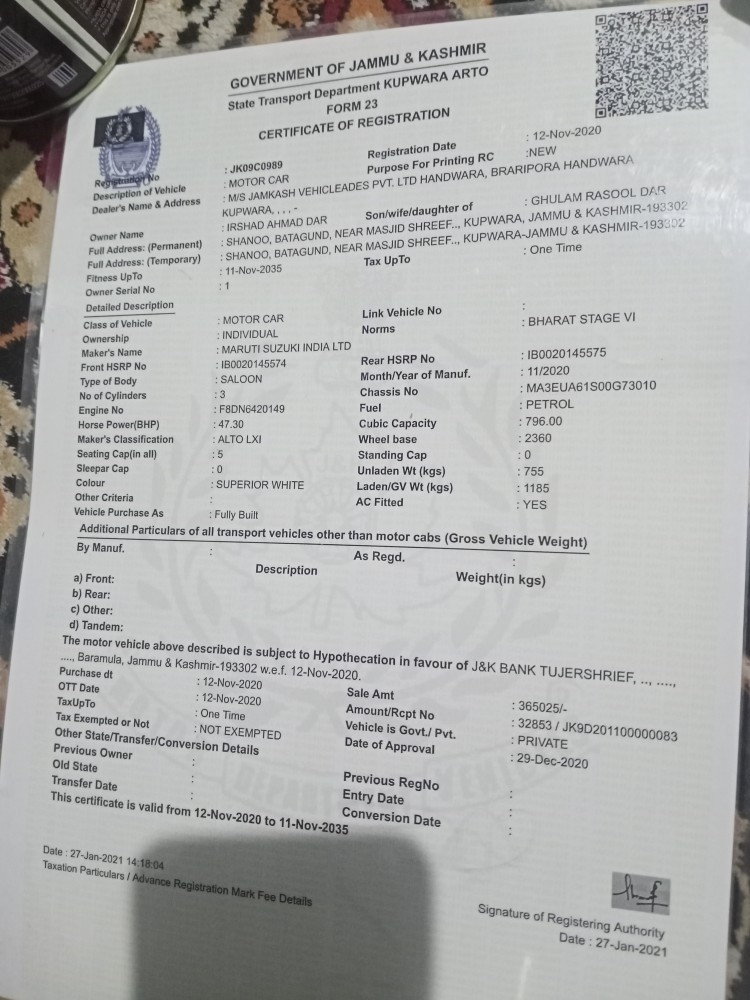 GOVERNMENT OF JAMMU & KASHMIR
State Transport Department KUPWARA ARTO
FORM 23
CERTIFICATE OF REGISTRATION
Registration No : JK09C0989 Registration Date : 12-Nov-2020
Description of Vehicle : MOTOR CAR Purpose For Printing RC :NEW
Dealer's Name & Address : M/S JAMKASH VEHICLEADES PVT. LTD HANDWARA, BRARIPORA HANDWARA
KUPWARA, , , , -
Owner Name : IRSHAD AHMAD DAR Son/wife/daughter of : GHULAM RASOOL DAR
Full Address: (Permanent) : SHANOO, BATAGUND, NEAR MASJID SHREEF.., KUPWARA, JAMMU & KASHMIR-193302
Full Address: (Temporary) : SHANOO, BATAGUND, NEAR MASJID SHREEF.., KUPWARA-JAMMU & KASHMIR-193302
Fitness UpTo : 11-Nov-2035 Tax UpTo : One Time
Owner Serial No : 1
Detailed Description
Class of Vehicle : MOTOR CAR Link Vehicle No :
Ownership : INDIVIDUAL Norms : BHARAT STAGE VI
Maker's Name : MARUTI SUZUKI INDIA LTD
Front HSRP No : IB0020145574 Rear HSRP No : IB0020145575
Type of Body : SALOON Month/Year of Manuf. : 11/2020
No of Cylinders : 3 Chassis No : MA3EUA61S00G73010
Engine No : F8DN6420149 Fuel : PETROL
Horse Power(BHP) : 47.30 Cubic Capacity : 796.00
Maker's Classification : ALTO LXI Wheel base : 2360
Seating Cap(in all) : 5 Standing Cap : 0
Sleepar Cap : 0 Unladen Wt (kgs) : 755
Colour : SUPERIOR WHITE Laden/GV Wt (kgs) : 1185
Other Criteria : AC Fitted : YES
Vehicle Purchase As : Fully Built
Additional Particulars of all transport vehicles other than motor cabs (Gross Vehicle Weight)
By Manuf. : As Regd. :
Description Weight(in kgs)
a) Front:
b) Rear:
c) Other:
d) Tandem:
The motor vehicle above described is subject to Hypothecation in favour of J&K BANK TUJERSHRIEF, .., ....,
...., Baramula, Jammu & Kashmir-193302 w.e.f. 12-Nov-2020.
Purchase dt : 12-Nov-2020 Sale Amt : 365025/-
OTT Date : 12-Nov-2020 Amount/Rcpt No : 32853 / JK9D201100000083
TaxUpTo : One Time Vehicle is Govt./ Pvt. : PRIVATE
Tax Exempted or Not : NOT EXEMPTED Date of Approval : 29-Dec-2020
Other State/Transfer/Conversion Details
Previous Owner : Previous RegNo :
Old State : Entry Date :
Transfer Date : Conversion Date :
This certificate is valid from 12-Nov-2020 to 11-Nov-2035
Date : 27-Jan-2021 14:18:04
Taxation Particulars / Advance Registration Mark Fee Details
Signature of Registering Authority
Date : 27-Jan-2021